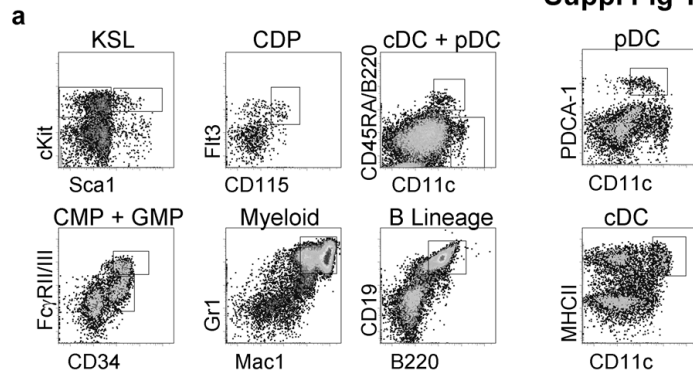 Suppl Fig 1
a
KSL
cKit
Sca1
CDP
Flt3
CD115
cDC + pDC
CD45RA/B220
CD11c
pDC
PDCA-1
CD11c
CMP + GMP
FcγRII/III
CD34
Myeloid
Gr1
Mac1
B Lineage
CD19
B220
cDC
MHCII
CD11c